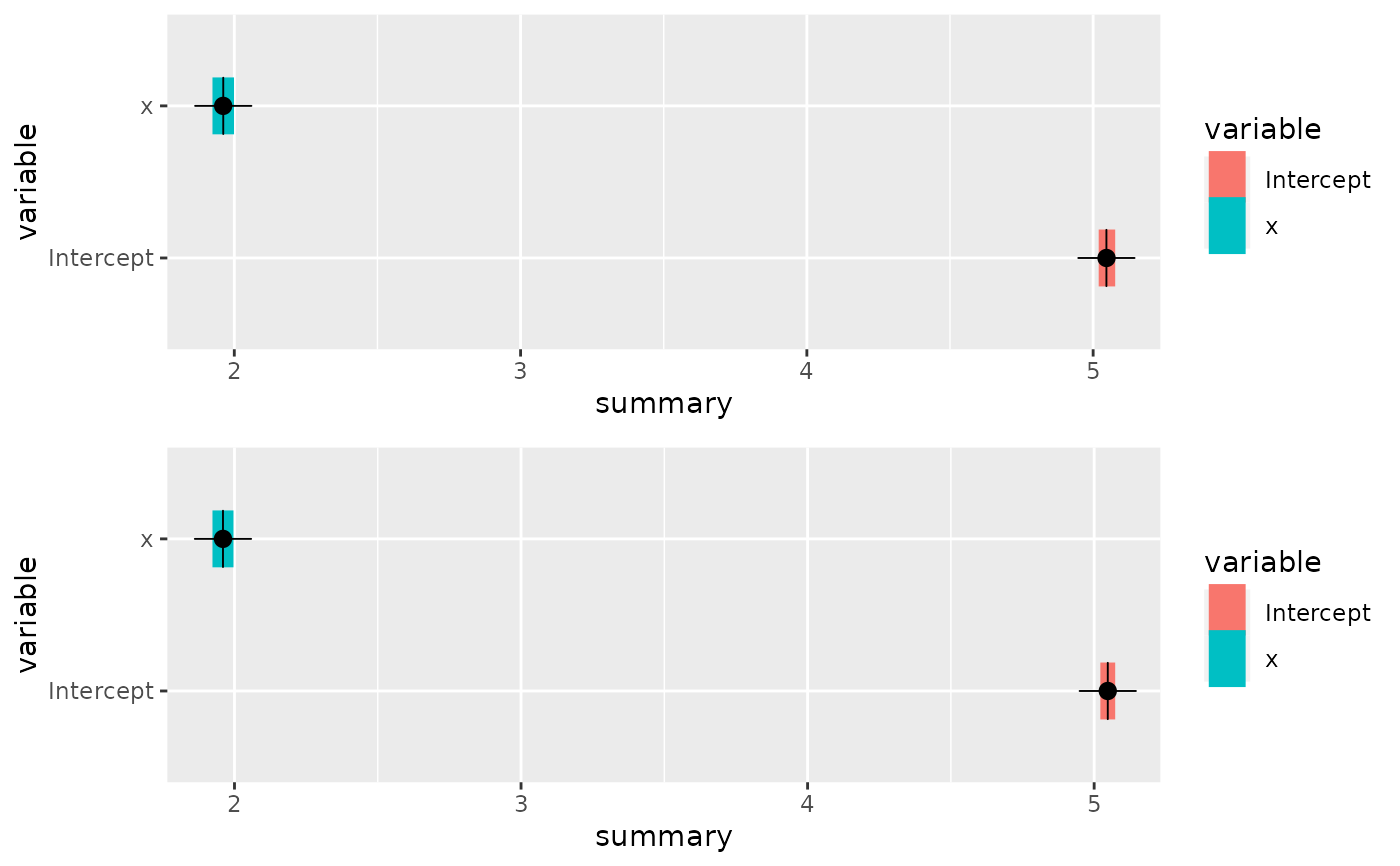 variable
x
Intercept
2 3 4 5
summary
variable
Intercept
x
variable
x
Intercept
2 3 4 5
summary
variable
Intercept
x